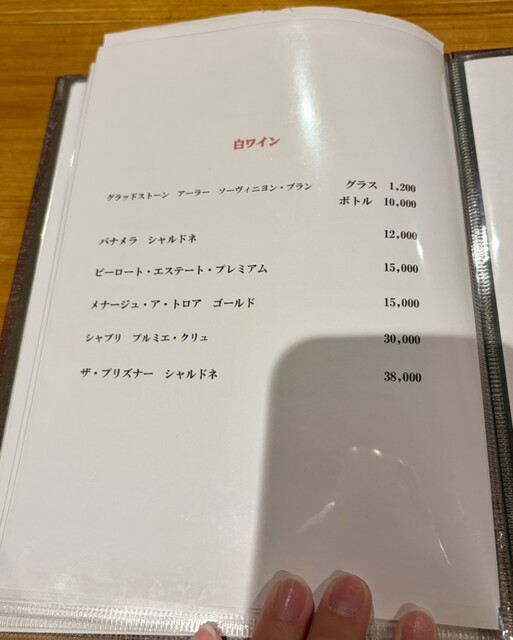 白ワイン
グラッドストーン アーラー ソーヴィニヨン・ブラン グラス 1,200
ボトル 10,000
パナメラ シャルドネ 12,000
ピーロート・エステート・プレミアム 15,000
メナージュ・ア・トロア ゴールド 15,000
シャブリ プルミエ・クリュ 30,000
ザ・プリズナー シャルドネ 38,000